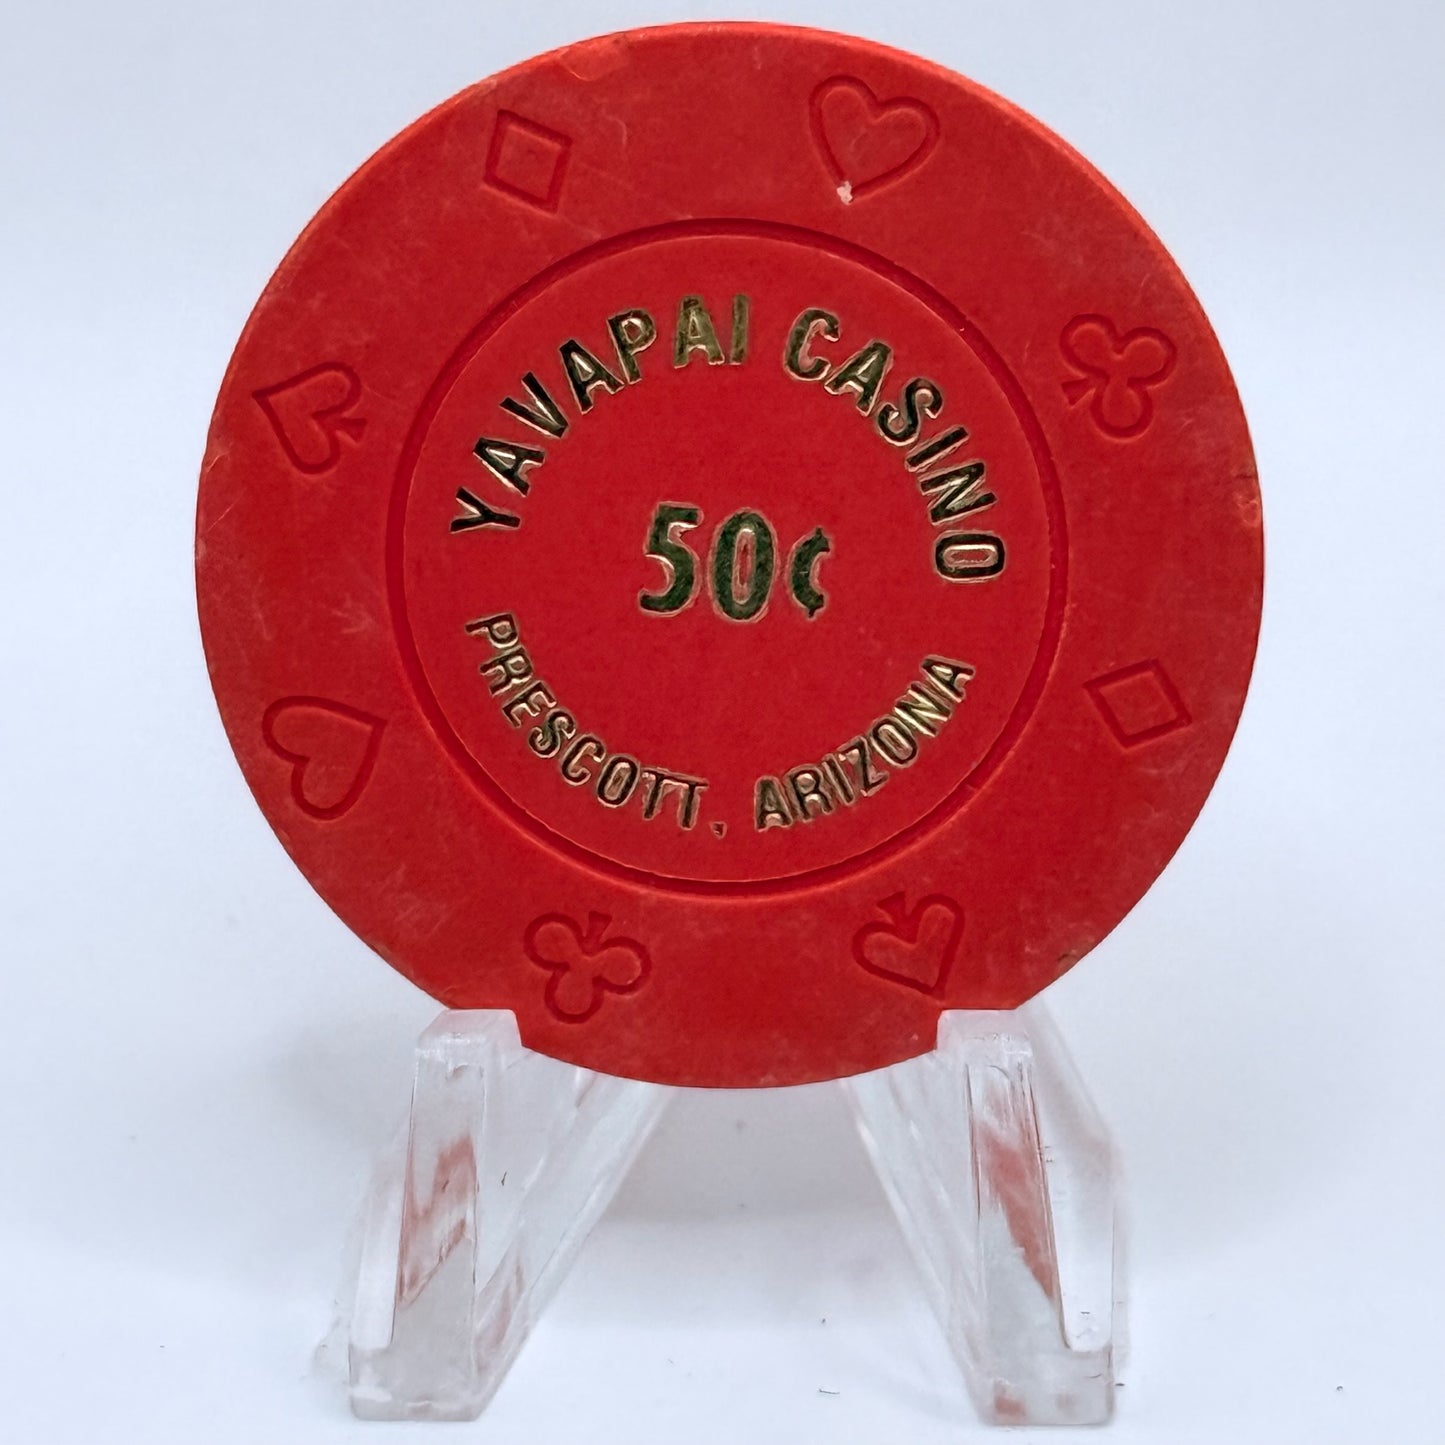 YAVAPAI CASINO
50¢
PRESCOTT, ARIZONA